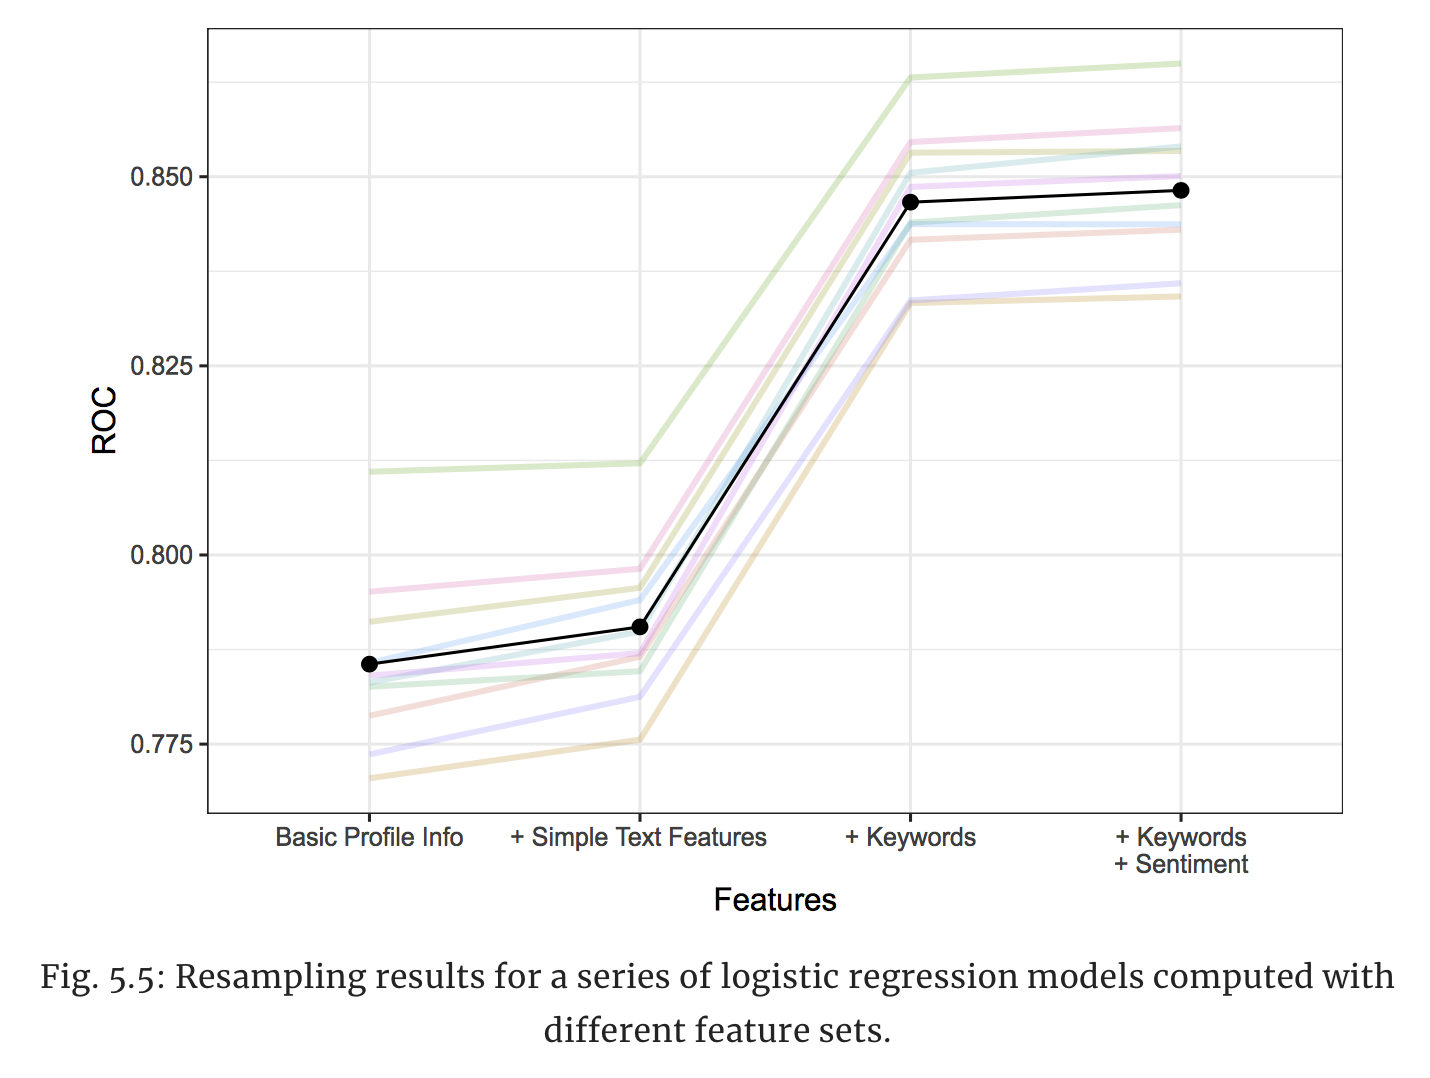 0.850
0.825
0.800
0.775
ROC
Basic Profile Info
+ Simple Text Features
+ Keywords
+ Keywords
+ Sentiment
Features
Fig. 5.5: Resampling results for a series of logistic regression models computed with
different feature sets.